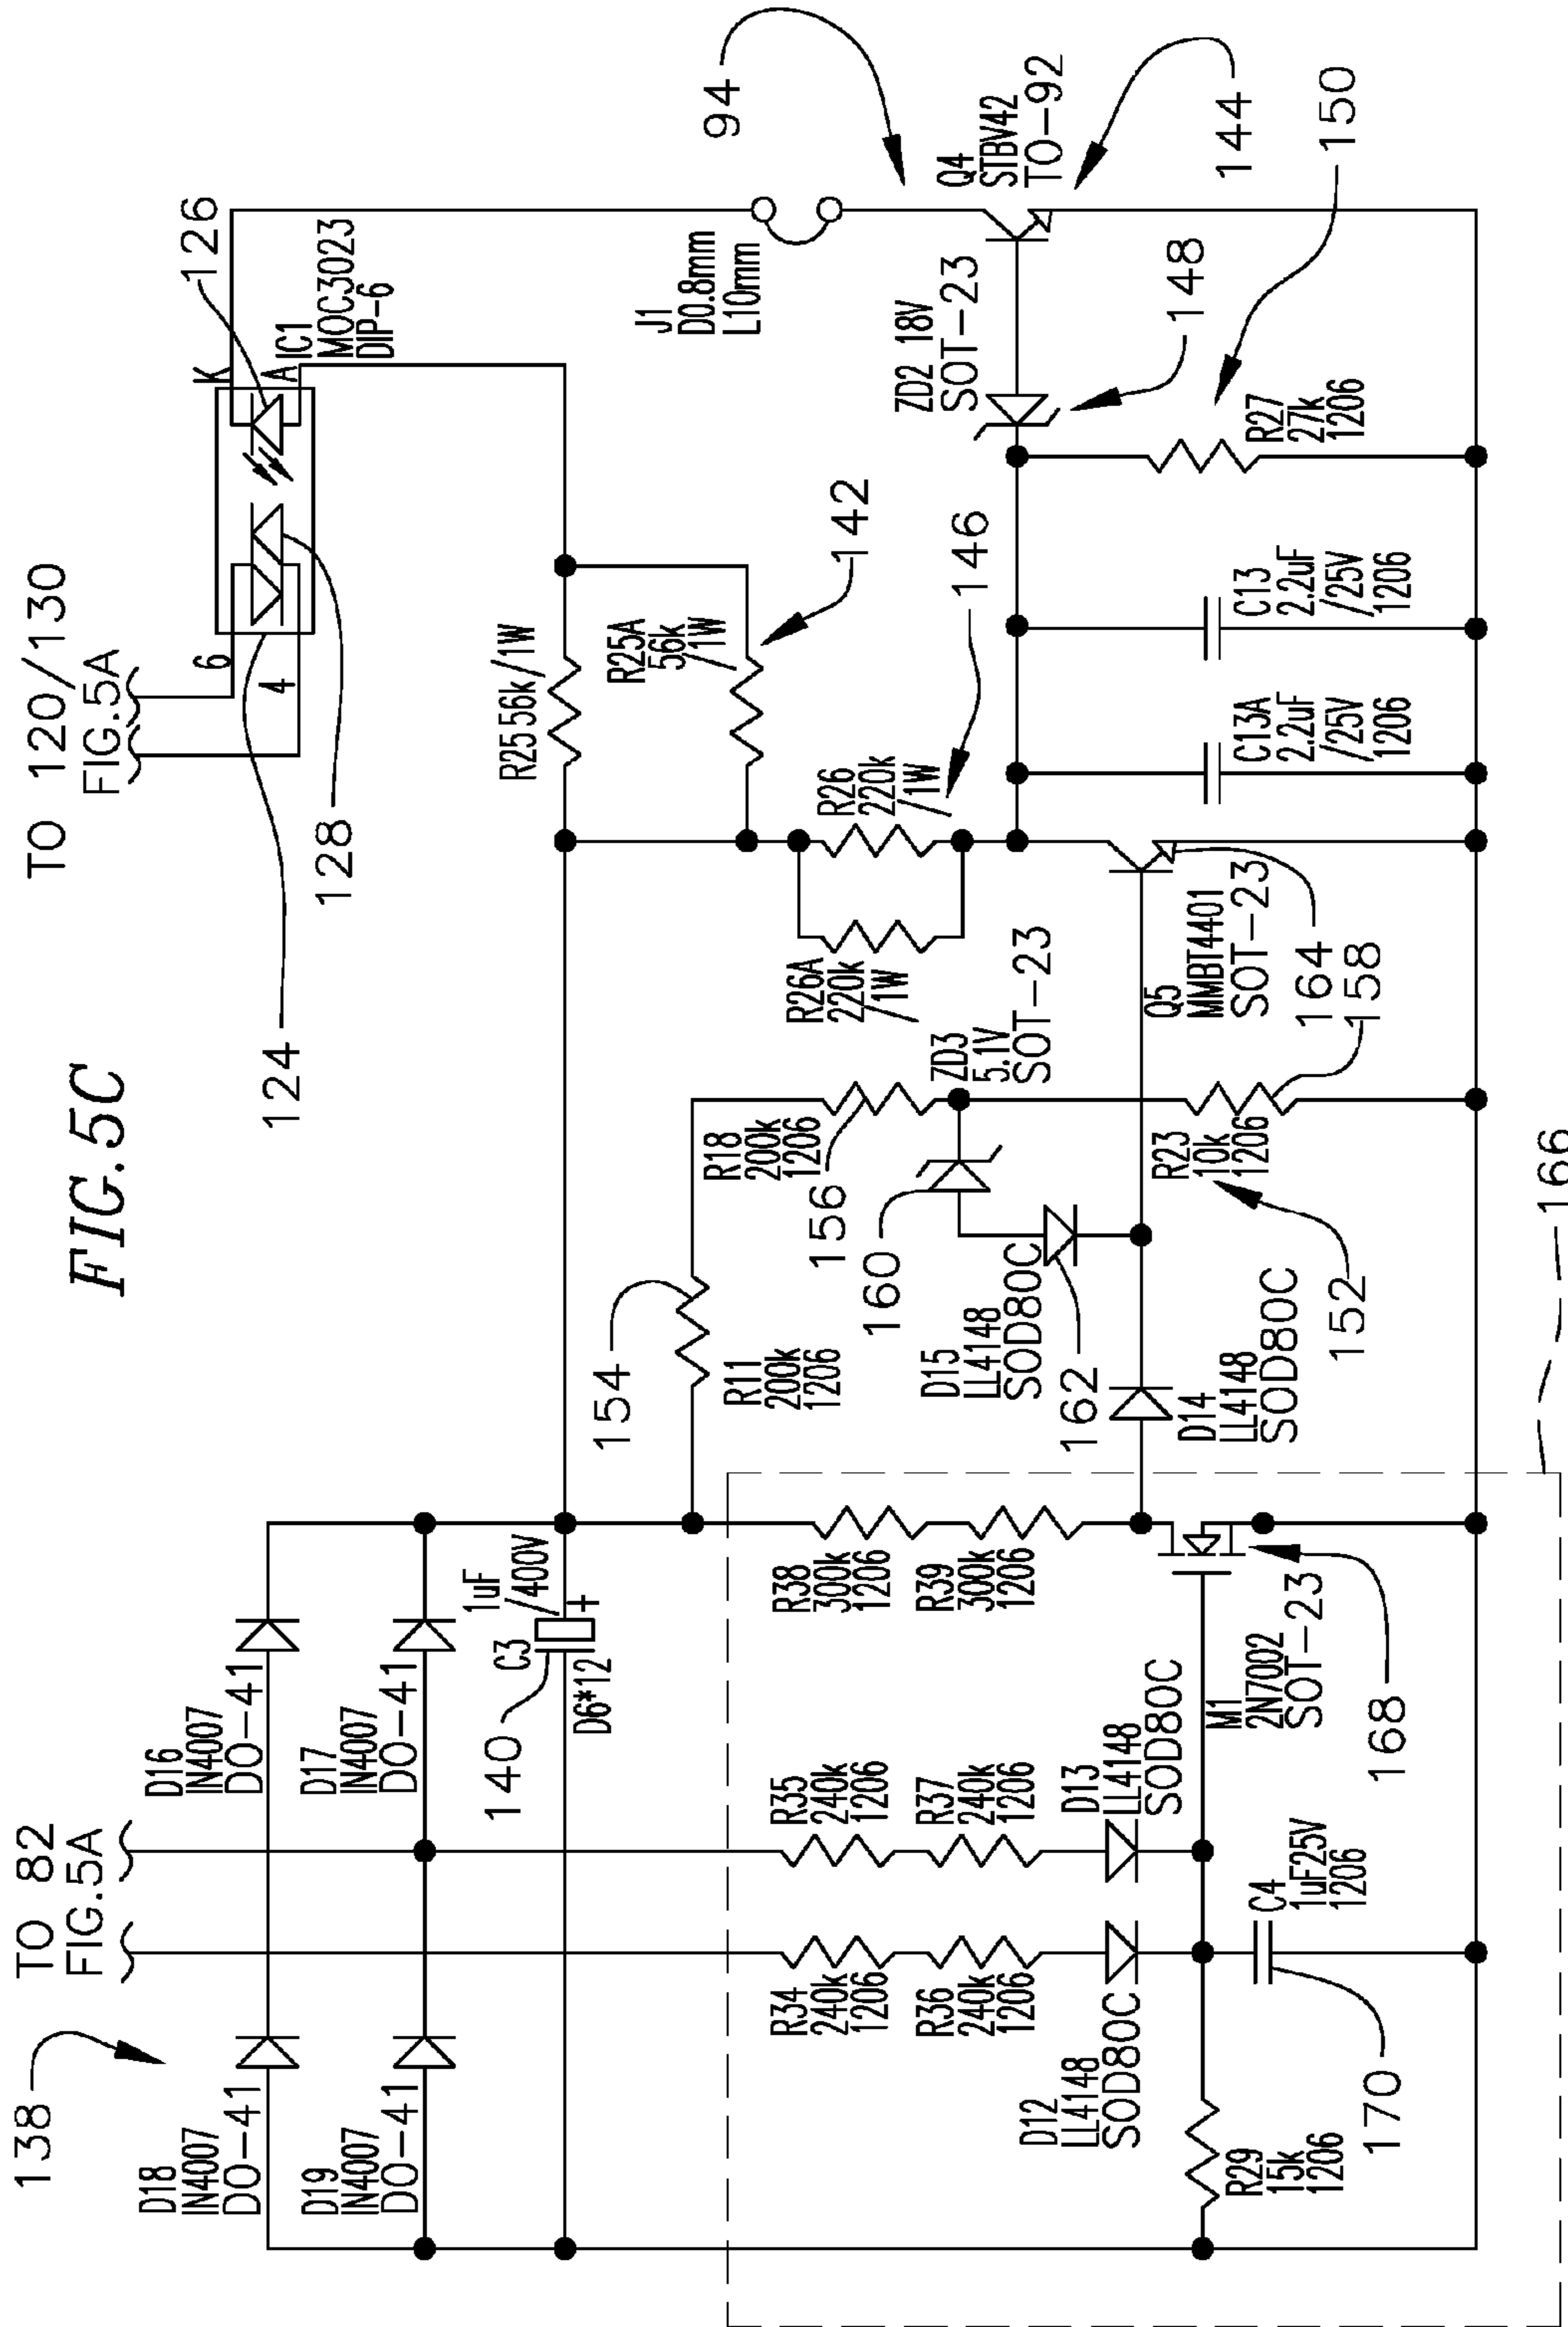 FIG.5C
TO 120/130
FIG.5A
6
4
K
A
126
IC1
MOC3023
DIP-6
124
128
94
J1
D0.8mm
L10mm
Q4
STBV42
TO-92
144
ZD2 18V
SOT-23
148
150
R27
27k
1206
R25 56k/1W
R25A
56k
/1W
142
R26
220k
/1W
146
R26A
220k
/1W
C13
2.2uF
/25V
1206
C13A
2.2uF
/25V
1206
Q5
MMBT4401
SOT-23
164
158
ZD3
5.1V
SOT-23
R18
200k
1206
156
160
R23
10k
1206
152
154
R11
200k
1206
D15
LL4148
SOD80C
162
D14
LL4148
SOD80C
166
138
TO 82
FIG.5A
D16
IN4007
DO-41
D17
IN4007
DO-41
D18
IN4007
DO-41
D19
IN4007
DO-41
1uF
/400V
C3
+
D6*12
140
R38
300k
1206
R39
300k
1206
R35
240k
1206
R37
240k
1206
D13
LL4148
SOD80C
M1
2N7002
SOT-23
168
R34
240k
1206
R36
240k
1206
D12
LL4148
SOD80C
C4
1uF25V
1206
170
R29
15k
1206